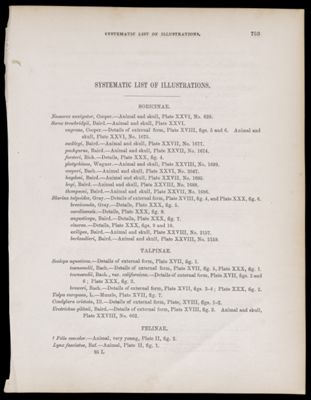 SYSTEMATIC LIST OF ILLUSTRATIONS. 753
SYSTEMATIC LIST OF ILLUSTRATIONS.
SORICINAE.
Neosorex navigator, Cooper.—Animal and skull, Plate XXVI, No. 629.
Sorex trowbridgii, Baird.—Animal and skull, Plate XXVI.
vagrans, Cooper.—Details of external form, Plate XVIII, figs. 5 and 6. Animal and
skull, Plate XXVI, No. 1675.
suckleyi, Baird.—Animal and skull, Plate XXVII, No. 1677.
pachyurus, Baird.—Animal and skull, Plate XXVII, No. 1674.
forsteri, Rich.—Details, Plate XXX, fig. 4.
platyrhinus, Wagner.—Animal and skull, Plate XXVIII, No.
cooperi, Bach.—Animal and skull, Plate XXVI, No. 2047.
haydeni, Baird.—Animal and skull, Plate XXVII, No. 1685.
hoyi, Baird.—Animal and skull, Plate XXVIII, No. 1688.
thompsoni, Baird.—Animal and skull, Plate XXVII, No. 1686.
Blarina talpoides, Gray.—Details of external form, Plate XVIII, fig. 4, and Plate XXX, fig. 6.
brevicauda, Gray.—Details, Plate XXX, fig. 5.
carolinensis.—Details, Plate XXX, fig. 8.
angusticeps, Baird.—Details, Plate XXX, fig. 7.
cinerea.—Details, Plate XXX, figs. 9 and 10.
exilipes, Baird.—Animal and skull, Plate XXVIII, No. 2157.
berlandieri, Baird.—Animal and skull, Plate XXVIII, No. 2159.
TALPINAE.
Scalops aquaticus.—Details of external form, Plate XVII, fig. 1.
townsendii, Bach.—Details of external form, Plate XVII, fig. 5, Plate XXX, fig. 1.
townsendii, Bach., var. californicus.—Details of external form, Plate XVII, figs. 2 and
6; Plate XXX, fig. 3.
breweri, Bach.—Details of external form, Plate XVII, figs. 3-4; Plate XXX, fig. 2.
Talpa europaea, L.—Muzzle, Plate XVII, fig. 7.
Condylura cristata, Ill.—Details of external form, Plate, XVIII, figs. 1-2.
Urotrichus gibbsii, Baird.—Details of external form, Plate XVIII, fig. 3. Animal and skull,
Plate XXVIII, No. 662.
FELINAE.
? Felis concolor.—Animal, very young, Plate II, fig. 2.
Lynx fasciatus, Raf.—Animal, Plate II, fig. 1.
95 L